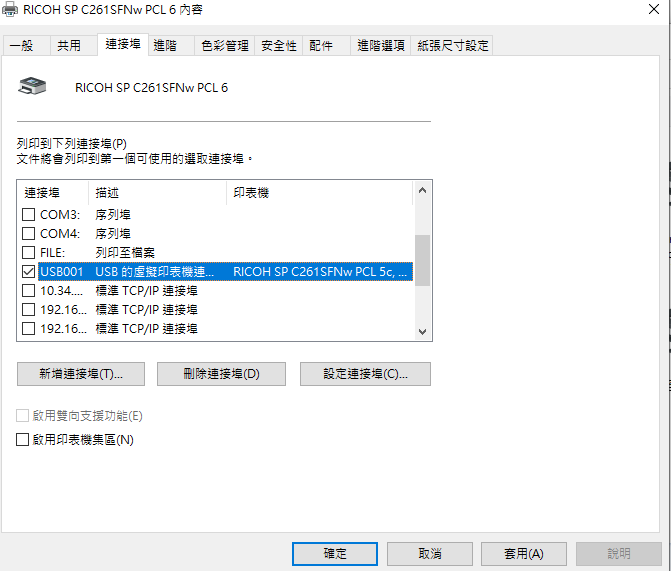 RICOH SP C261SFNw PCL 6 內容
一般 共用 連接埠 進階 色彩管理 安全性 配件 進階選項 紙張尺寸設定
RICOH SP C261SFNw PCL 6
列印到下列連接埠(P)
文件將會列印到第一個可使用的選取連接埠。
連接埠 描述 印表機
COM3: 序列埠
COM4: 序列埠
FILE: 列印至檔案
USB001 USB 的虛擬印表機連... RICOH SP C261SFNw PCL 5c, ...
10.34.... 標準 TCP/IP 連接埠
192.16... 標準 TCP/IP 連接埠
192.16... 標準 TCP/IP 連接埠
新增連接埠(T)... 刪除連接埠(D) 設定連接埠(C)...
啟用雙向支援功能(E)
啟用印表機集區(N)
確定 取消 套用(A) 說明